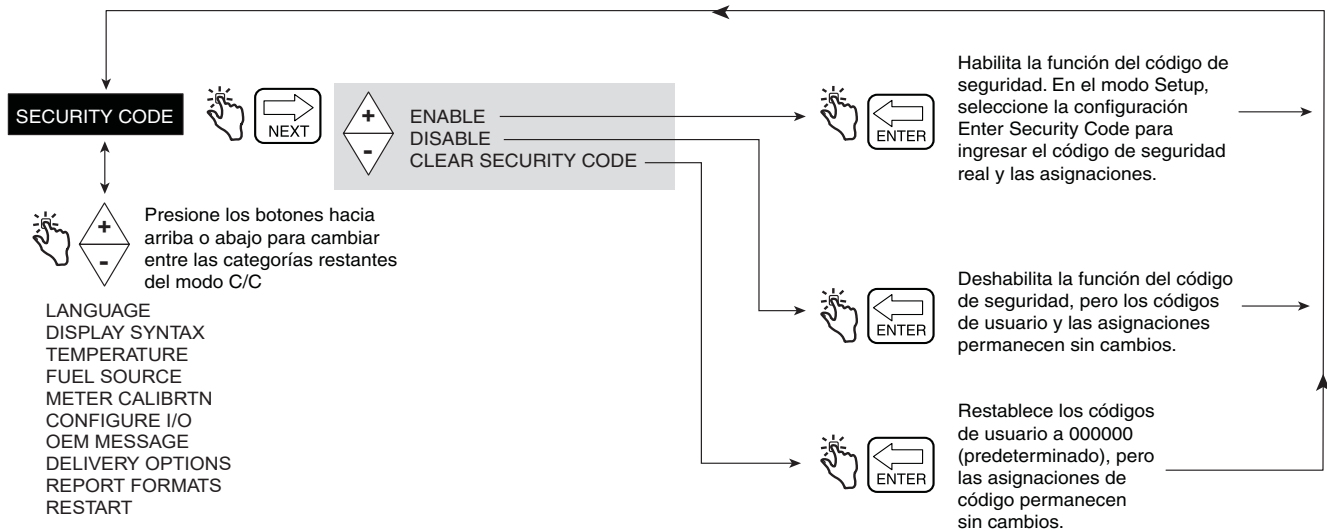 SECURITY CODE
NEXT
+
-
ENABLE
DISABLE
CLEAR SECURITY CODE
ENTER
Habilita la función del código de
seguridad. En el modo Setup,
seleccione la configuración
Enter Security Code para
ingresar el código de seguridad
real y las asignaciones.
+
-
Presione los botones hacia
arriba o abajo para cambiar
entre las categorías restantes
del modo C/C
LANGUAGE
DISPLAY SYNTAX
TEMPERATURE
FUEL SOURCE
METER CALIBRTN
CONFIGURE I/O
OEM MESSAGE
DELIVERY OPTIONS
REPORT FORMATS
RESTART
ENTER
Deshabilita la función del código
de seguridad, pero los códigos
de usuario y las asignaciones
permanecen sin cambios.
ENTER
Restablece los códigos
de usuario a 000000
(predeterminado), pero
las asignaciones de
código permanecen
sin cambios.